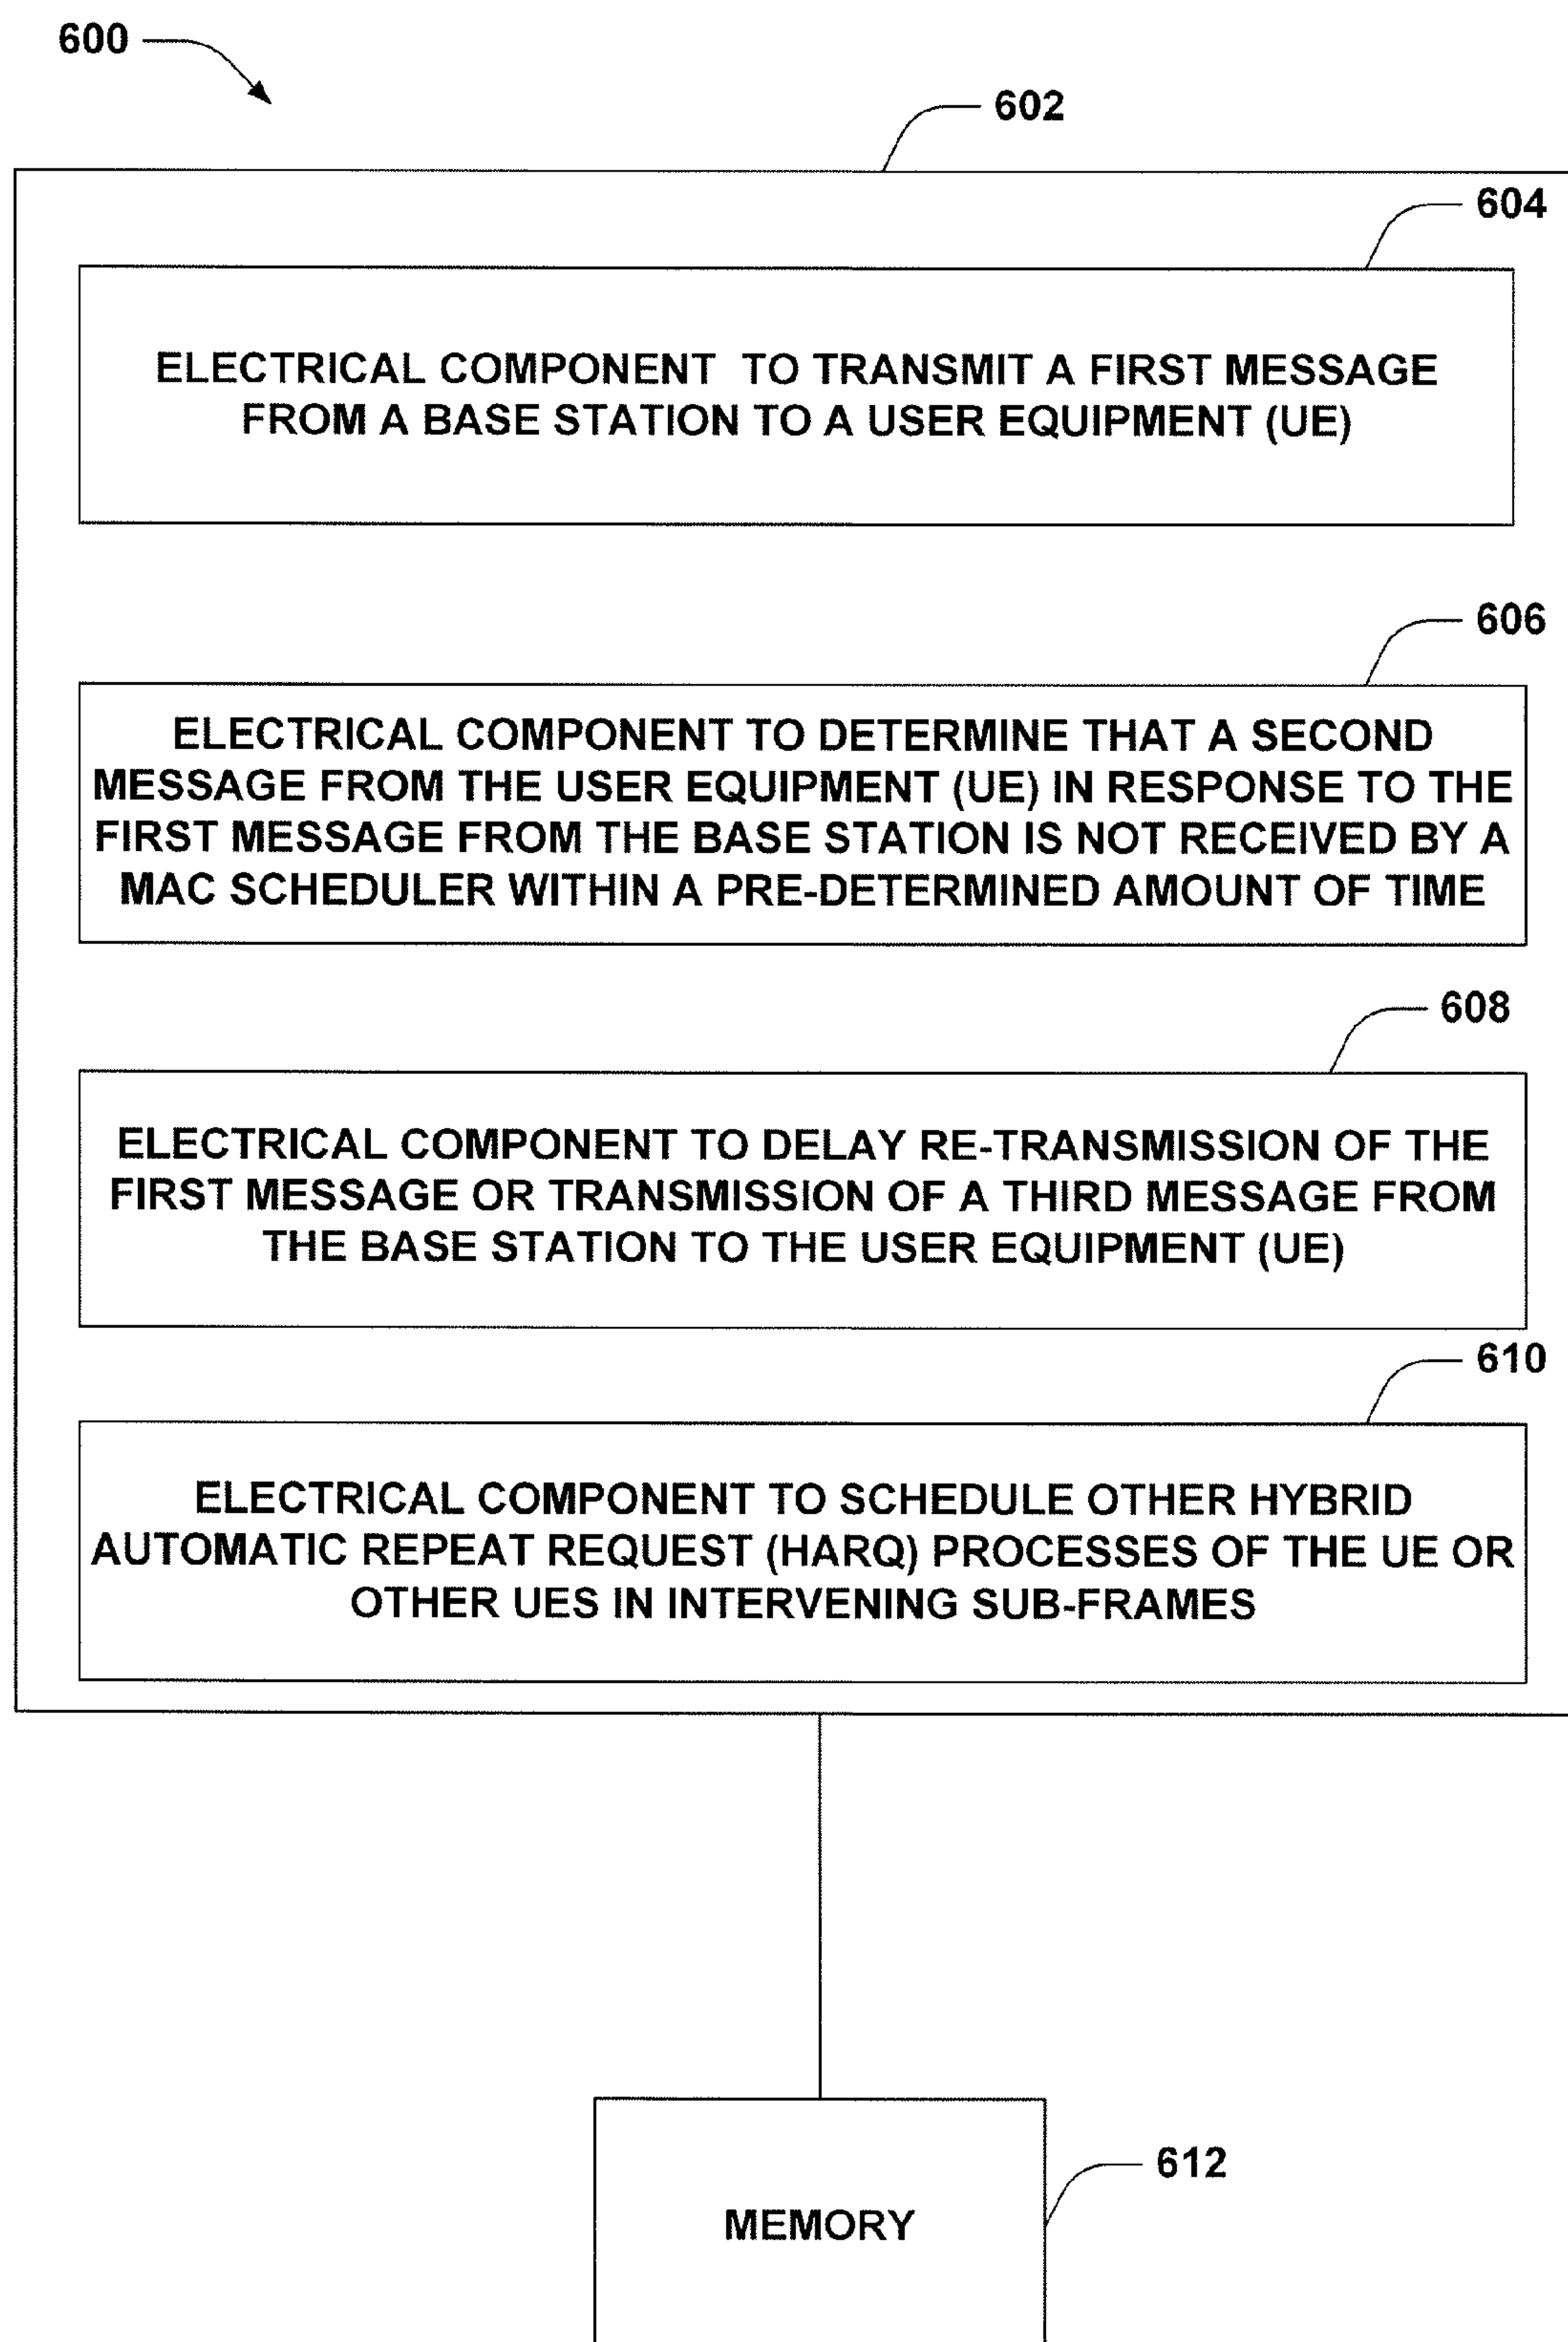 600
602
604
ELECTRICAL COMPONENT TO TRANSMIT A FIRST MESSAGE
FROM A BASE STATION TO A USER EQUIPMENT (UE)
606
ELECTRICAL COMPONENT TO DETERMINE THAT A SECOND
MESSAGE FROM THE USER EQUIPMENT (UE) IN RESPONSE TO THE
FIRST MESSAGE FROM THE BASE STATION IS NOT RECEIVED BY A
MAC SCHEDULER WITHIN A PRE-DETERMINED AMOUNT OF TIME
608
ELECTRICAL COMPONENT TO DELAY RE-TRANSMISSION OF THE
FIRST MESSAGE OR TRANSMISSION OF A THIRD MESSAGE FROM
THE BASE STATION TO THE USER EQUIPMENT (UE)
610
ELECTRICAL COMPONENT TO SCHEDULE OTHER HYBRID
AUTOMATIC REPEAT REQUEST (HARQ) PROCESSES OF THE UE OR
OTHER UES IN INTERVENING SUB-FRAMES
612
MEMORY